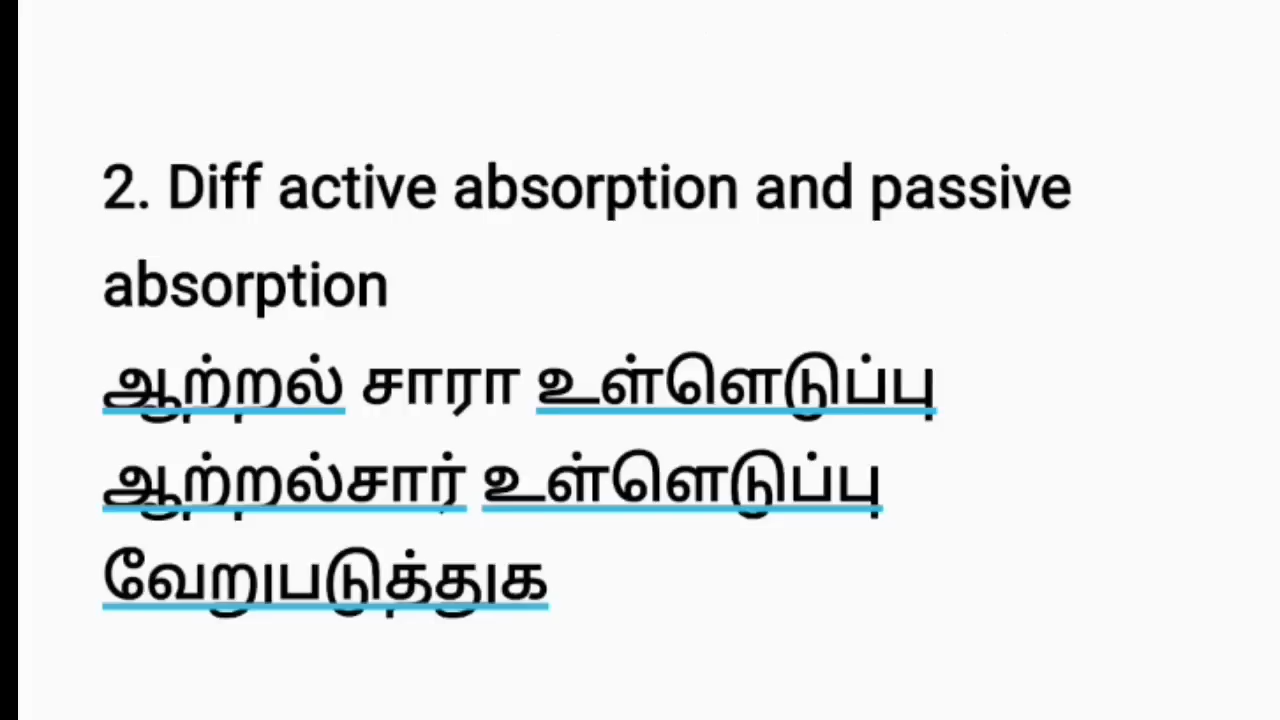 2. Diff active absorption and passive
absorption
ஆற்றல் சாரா உள்ளெடுப்பு
ஆற்றல்சார் உள்ளெடுப்பு
வேறுபடுத்துக